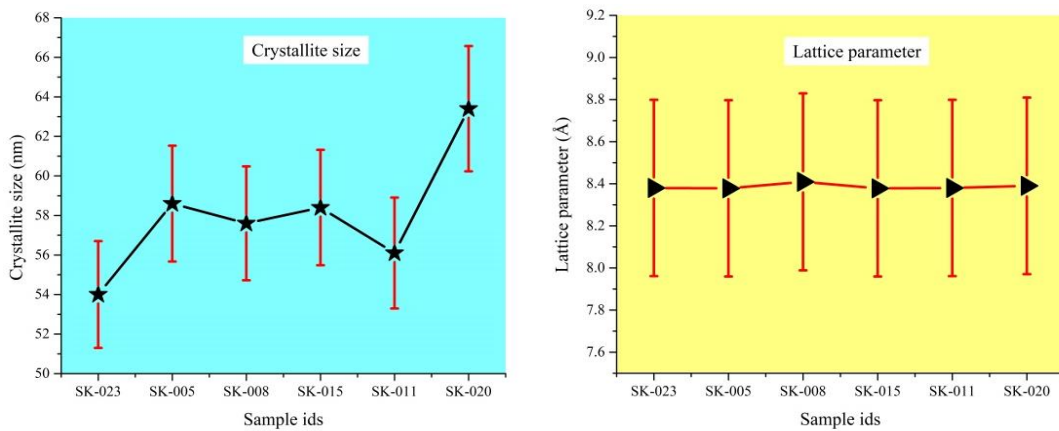 Crystallite size
Crystallite size (nm)
68
66
64
62
60
58
56
54
52
50
SK-023 SK-005 SK-008 SK-015 SK-011 SK-020
Sample ids
Lattice parameter
Lattice parameter (Å)
9.2
9.0
8.8
8.6
8.4
8.2
8.0
7.8
7.6
SK-023 SK-005 SK-008 SK-015 SK-011 SK-020
Sample ids